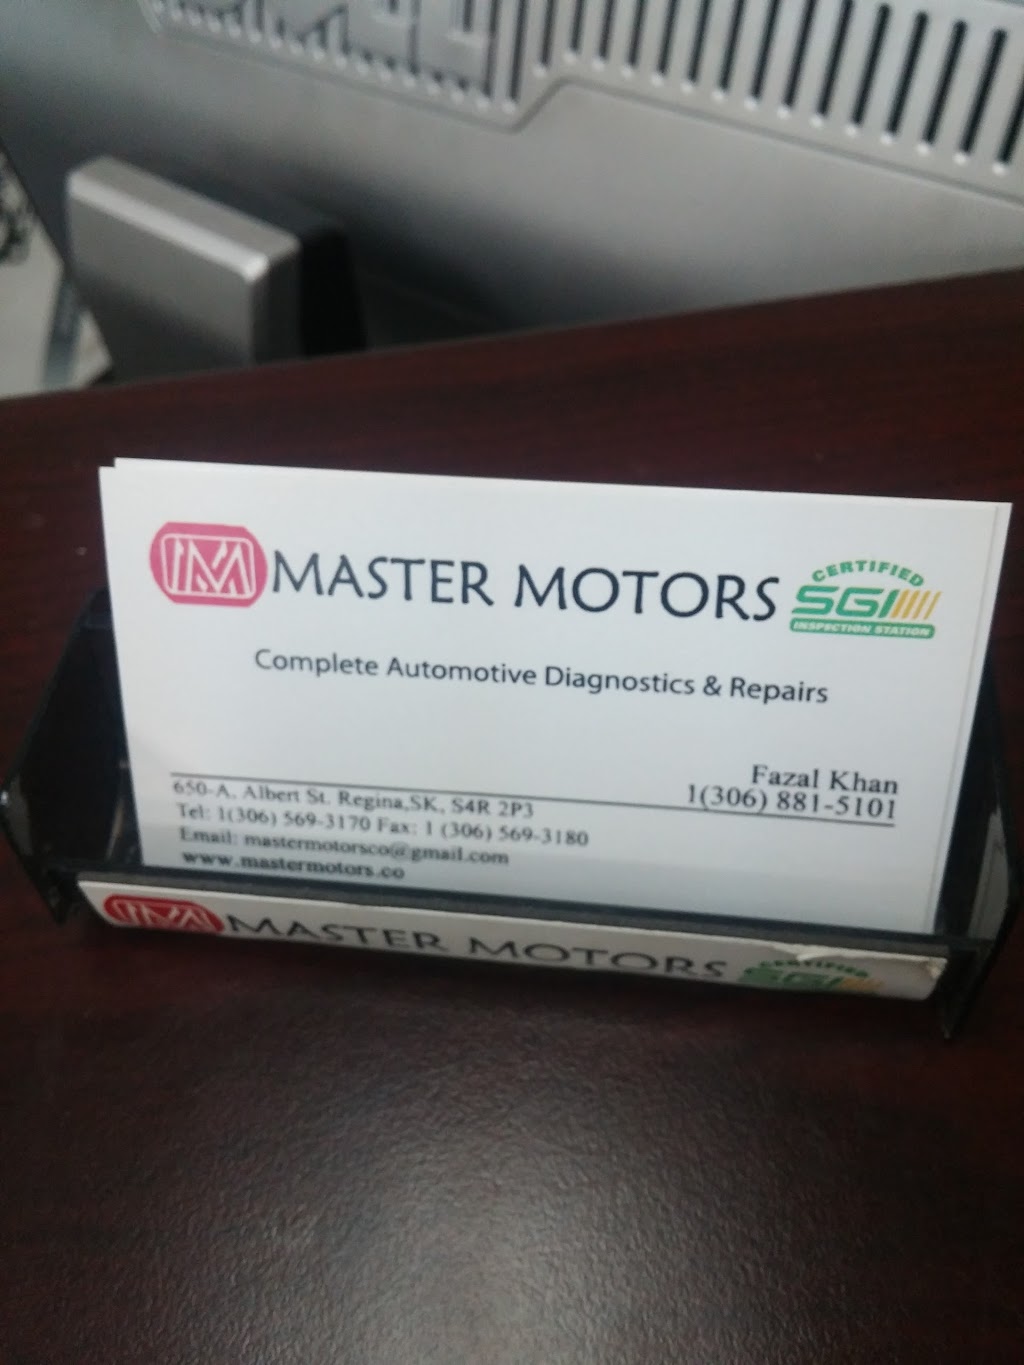 M MASTER MOTORS
CERTIFIED
SGI
INSPECTION STATION
Complete Automotive Diagnostics & Repairs
Fazal Khan
1(306) 881-5101
650-A, Albert St. Regina,SK, S4R 2P3
Tel: 1(306) 569-3170 Fax: 1 (306) 569-3180
Email: mastermotorsco@gmail.com
www.mastermotors.co
M MASTER MOTORS
CERTIFIED
SGI